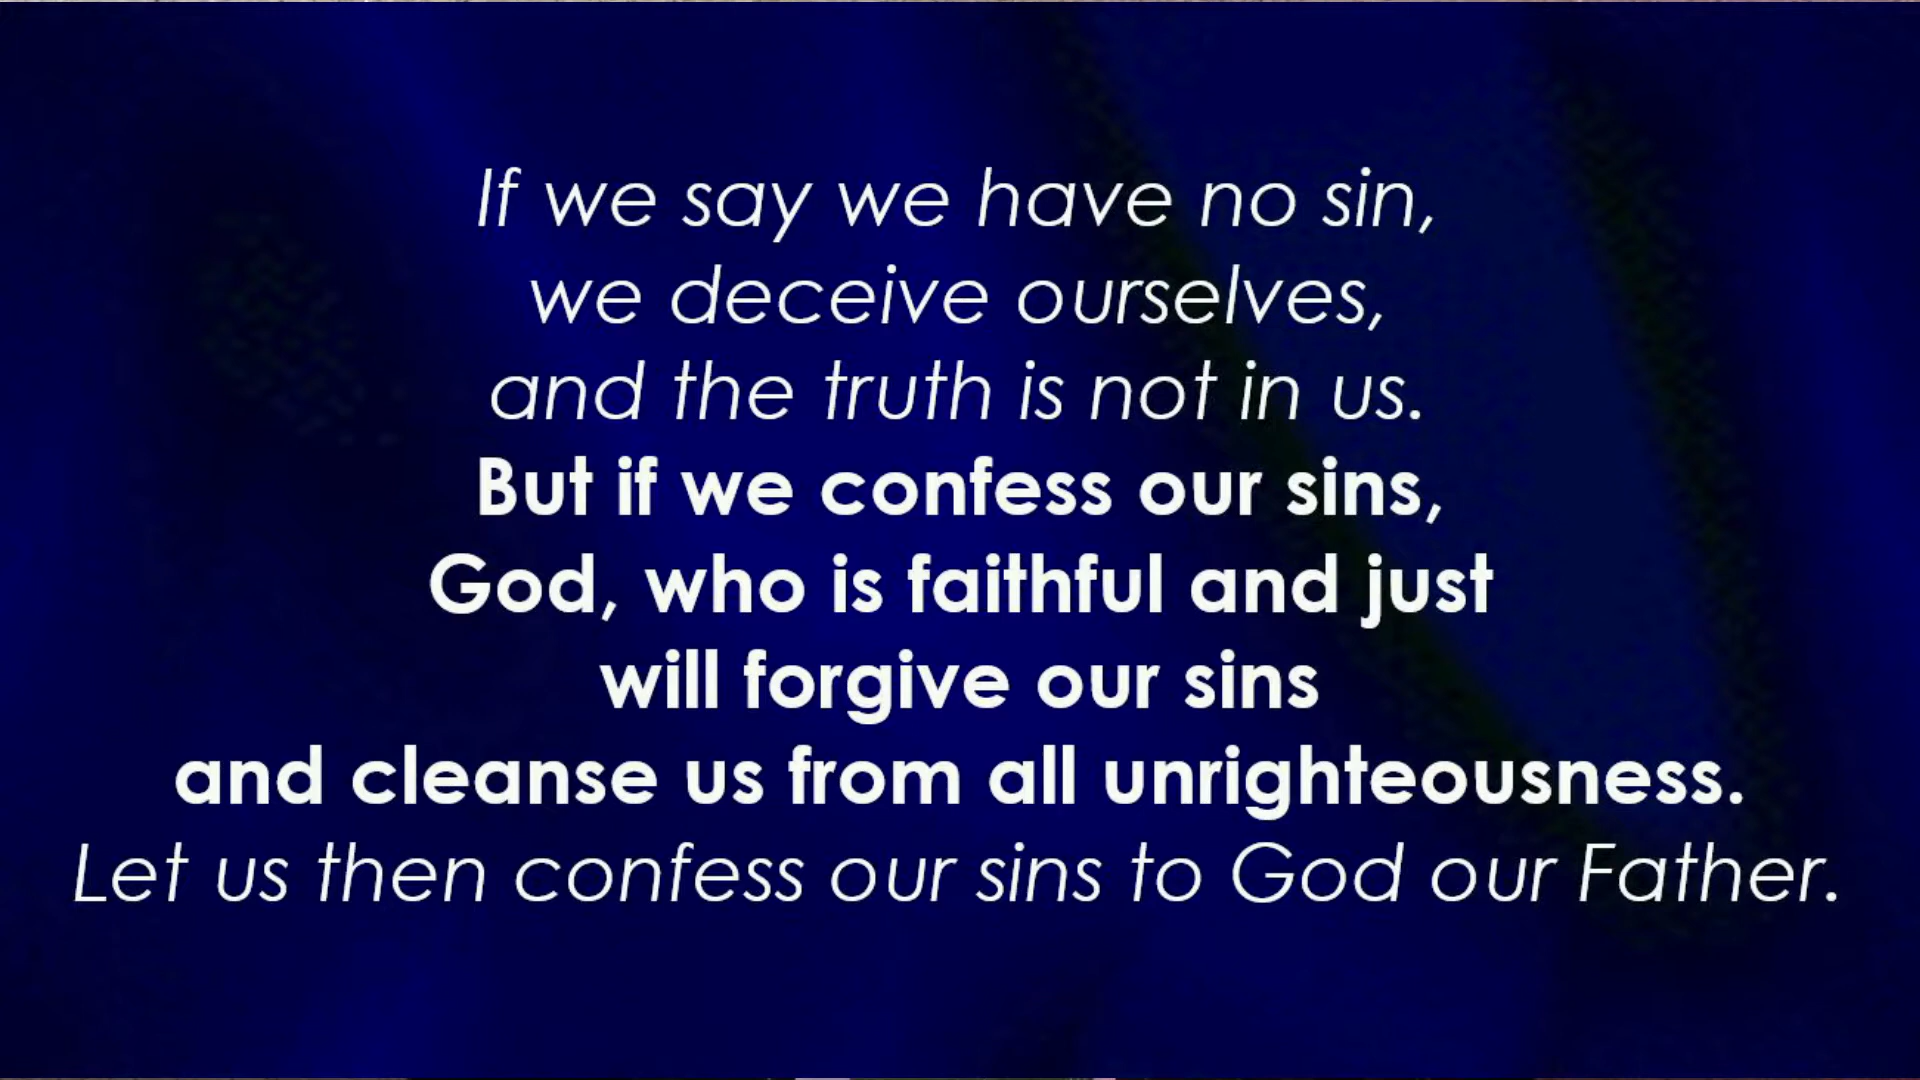 If we say we have no sin,
we deceive ourselves,
and the truth is not in us.
But if we confess our sins,
God, who is faithful and just
will forgive our sins
and cleanse us from all unrighteousness.
Let us then confess our sins to God our Father.